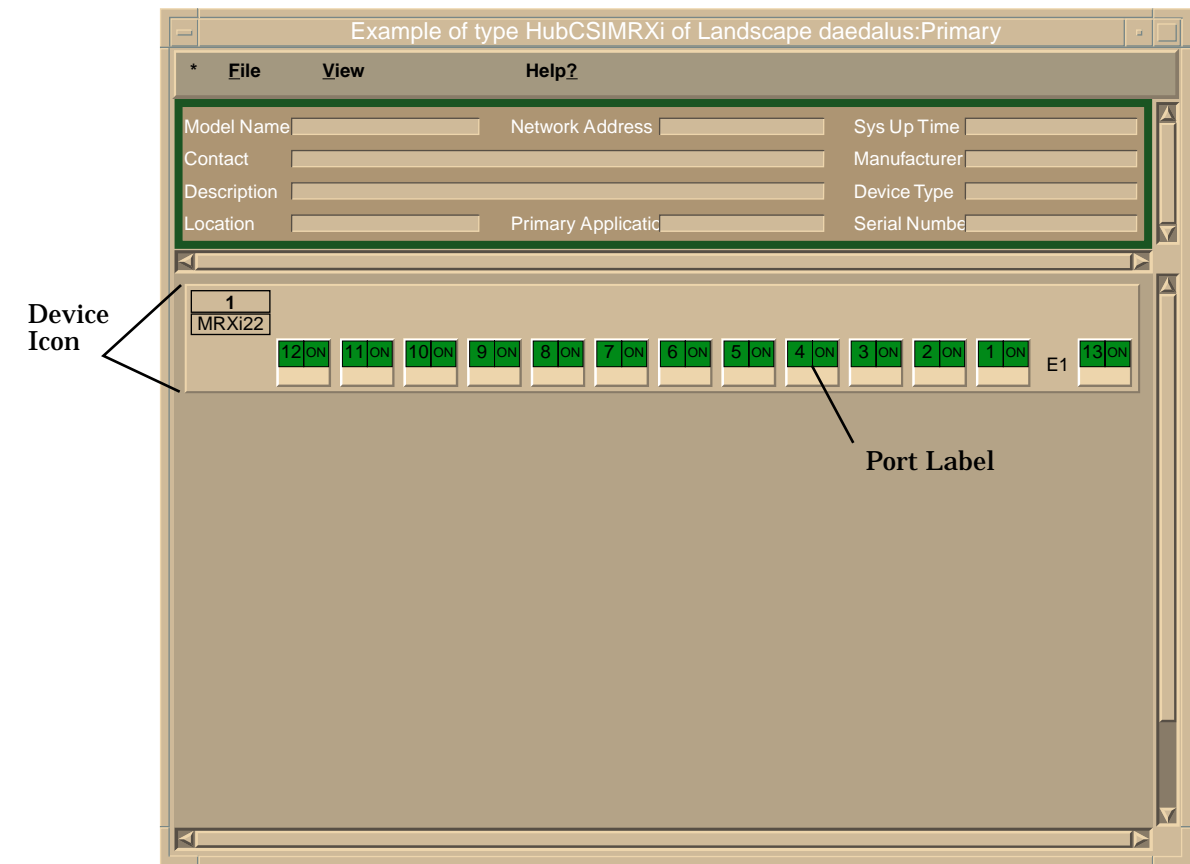 Example of type HubCSIMRXi of Landscape daedalus:Primary
* File View Help?
Model Name Network Address Sys Up Time
Contact Manufacturer
Description Device Type
Location Primary Applicatic Serial Numbe
Device
Icon
1
MRXi22
12 ON 11 ON 10 ON 9 ON 8 ON 7 ON 6 ON 5 ON 4 ON 3 ON 2 ON 1 ON E1 13 ON
Port Label